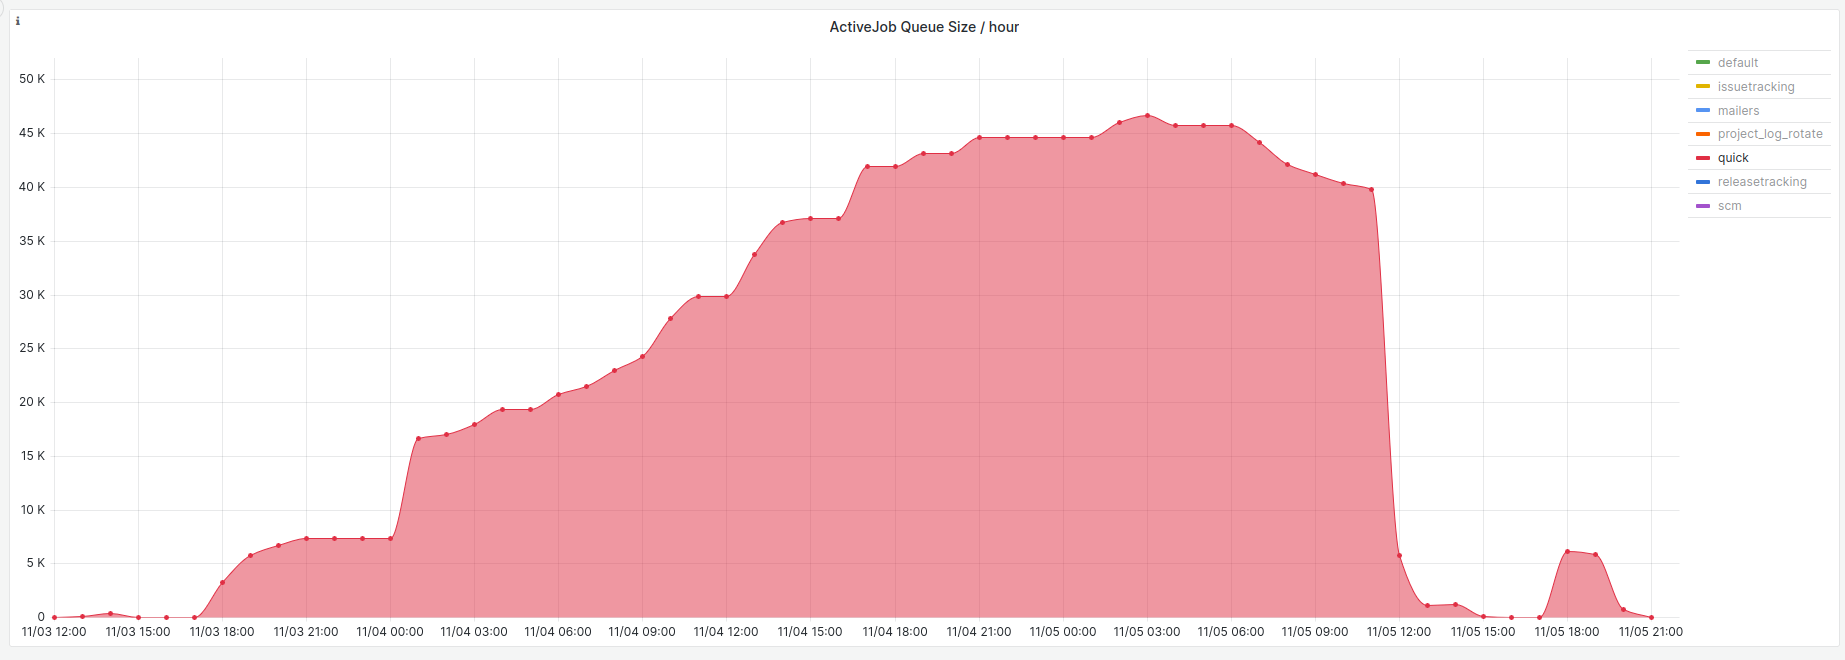 i
ActiveJob Queue Size / hour
50 K
45 K
40 K
35 K
30 K
25 K
20 K
15 K
10 K
5 K
0
11/03 12:00 11/03 15:00 11/03 18:00 11/03 21:00 11/04 00:00 11/04 03:00 11/04 06:00 11/04 09:00 11/04 12:00 11/04 15:00 11/04 18:00 11/04 21:00 11/05 00:00 11/05 03:00 11/05 06:00 11/05 09:00 11/05 12:00 11/05 15:00 11/05 18:00 11/05 21:00
default
issuetracking
mailers
project_log_rotate
quick
releasetracking
scm